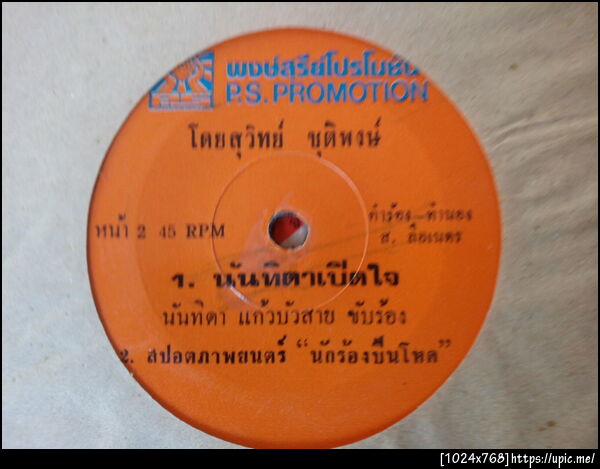 พงษ์สุรีย์โปรโมชั่น
P.S. PROMOTION
โดยสุวิทย์ ชุติพงษ์
หน้า 2 45 RPM
คำร้อง–ทำนอง
ส. ลือเนตร
1. นันทิดาเปิดใจ
นันทิดา แก้วบัวสาย ขับร้อง
2. สปอตภาพยนตร์ “นักร้องปืนโหด”
[1024x768]https://upic.me/